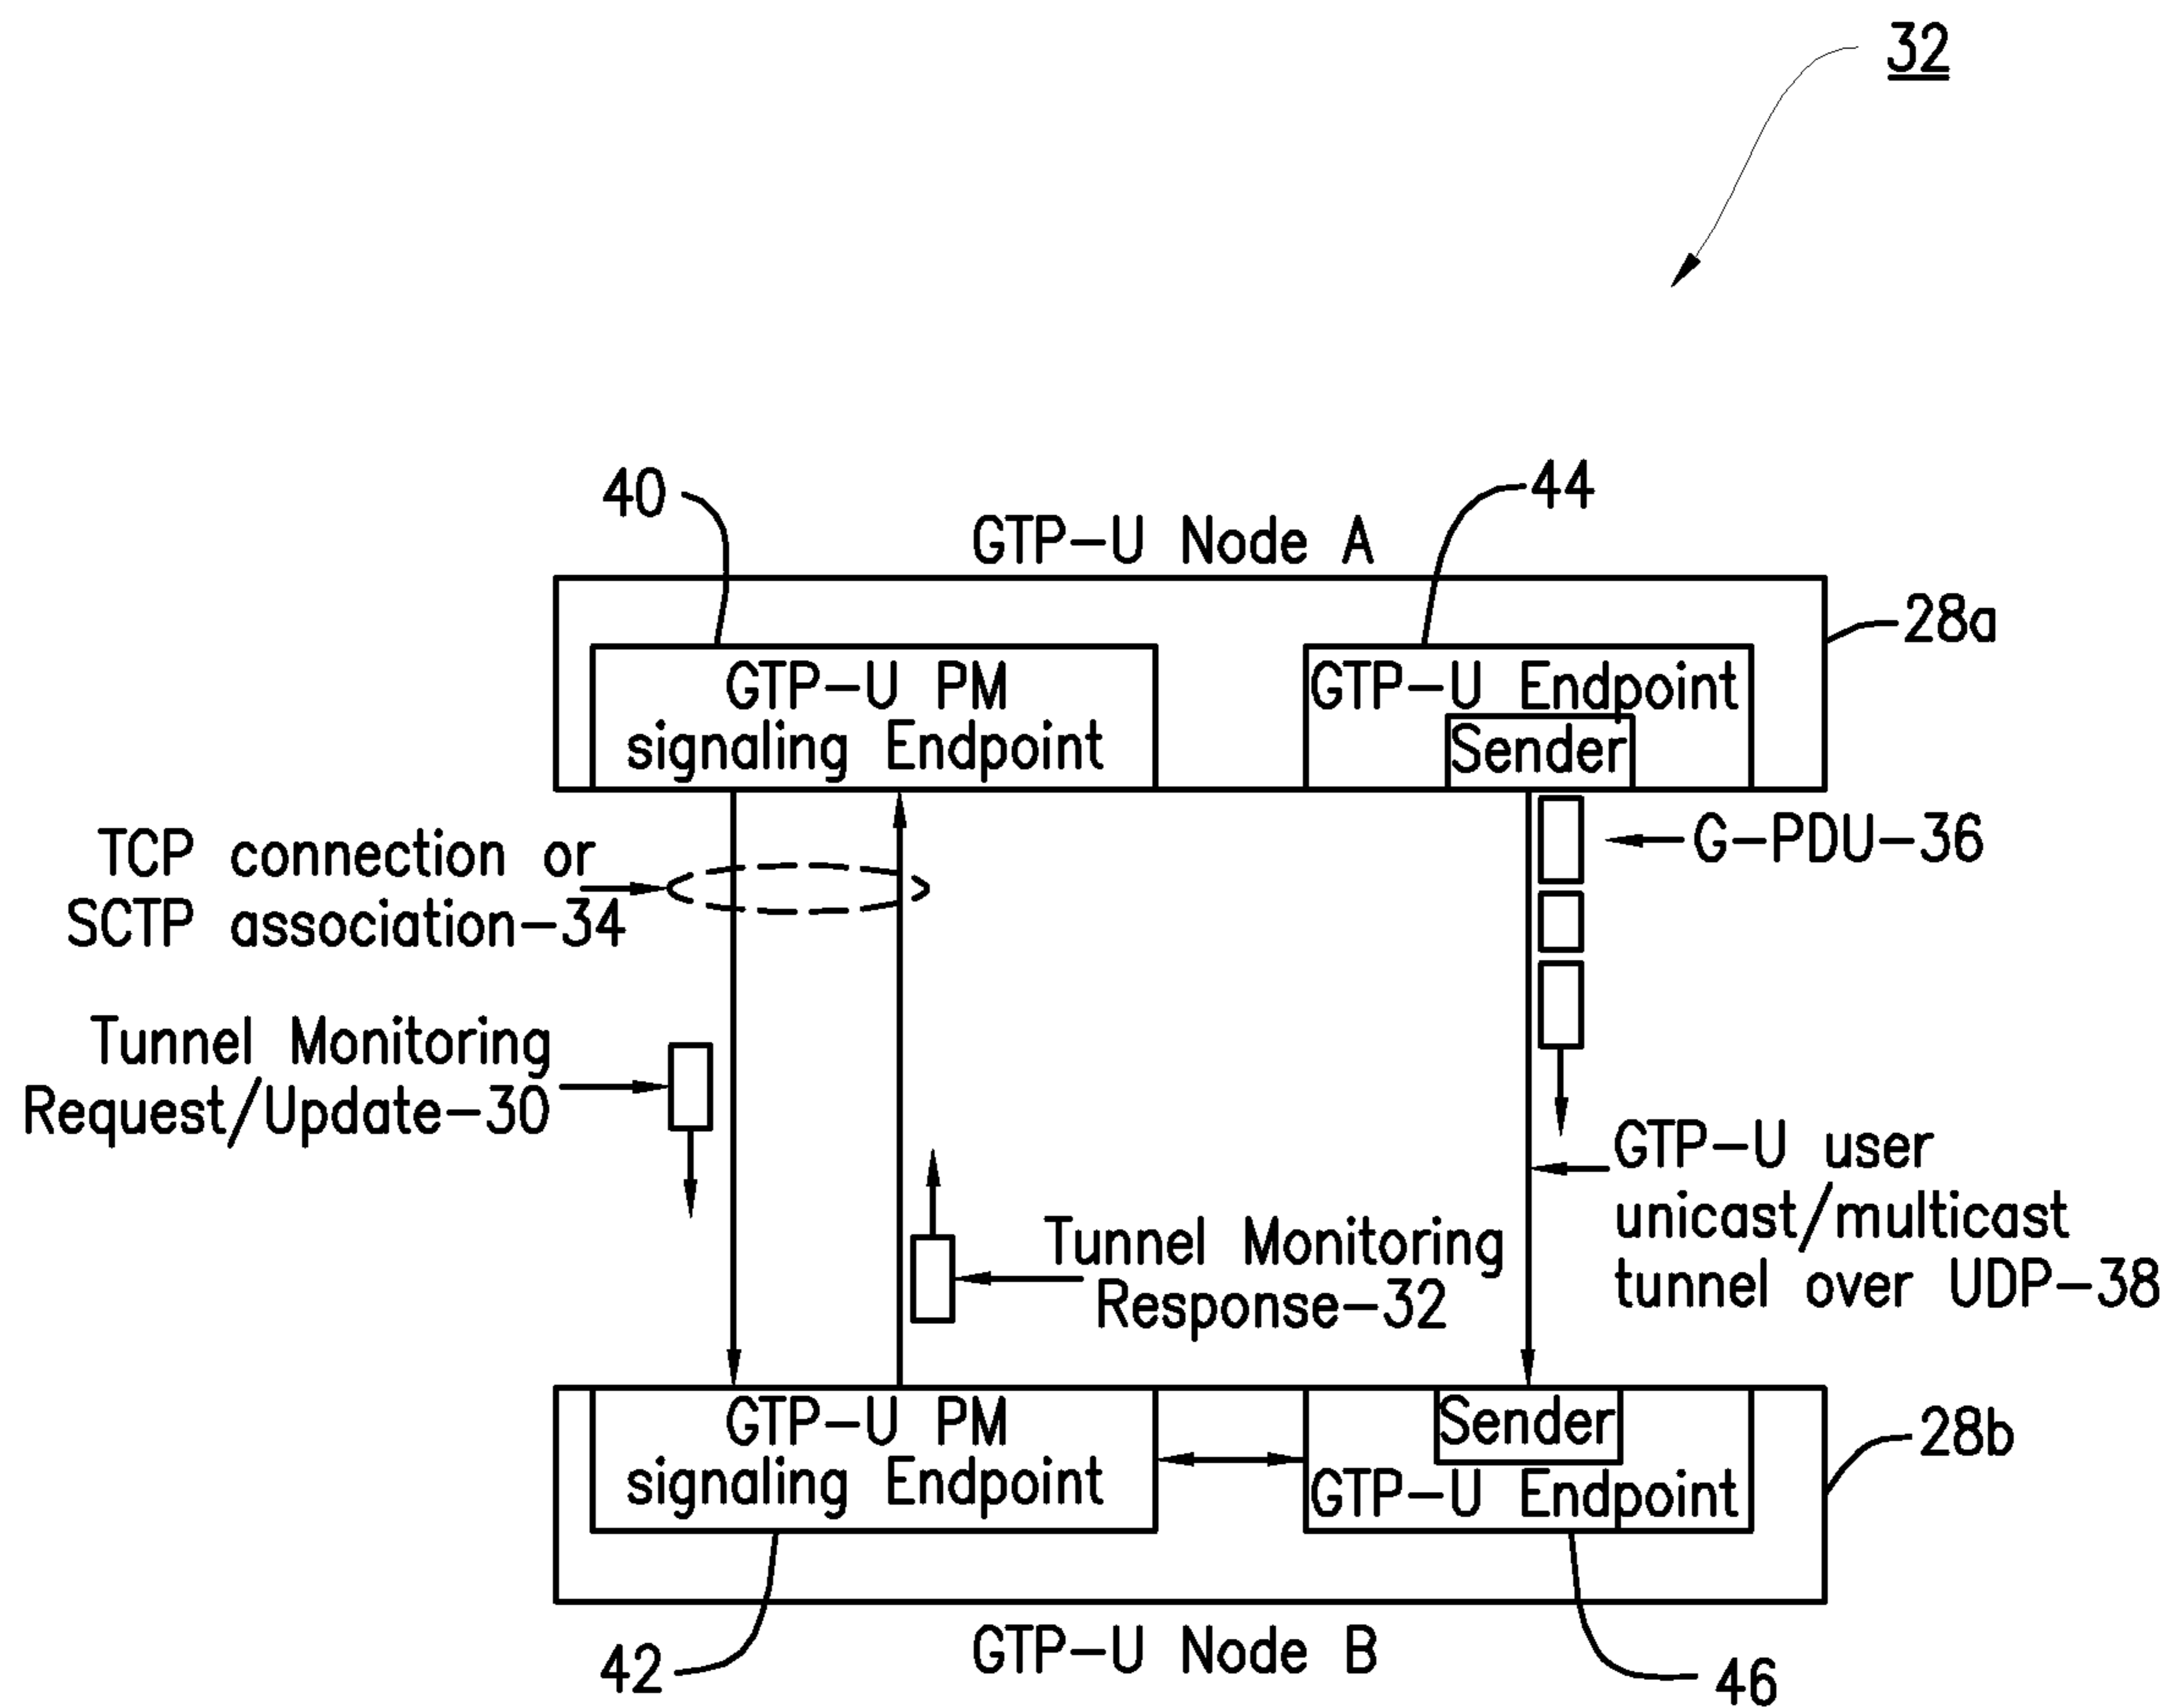 32
40
44
GTP-U Node A
28a
GTP-U PM
signaling Endpoint
GTP-U Endpoint
Sender
TCP connection or
SCTP association-34
G-PDU-36
Tunnel Monitoring
Request/Update-30
GTP-U user
unicast/multicast
tunnel over UDP-38
Tunnel Monitoring
Response-32
GTP-U PM
signaling Endpoint
Sender
GTP-U Endpoint
28b
42
GTP-U Node B
46